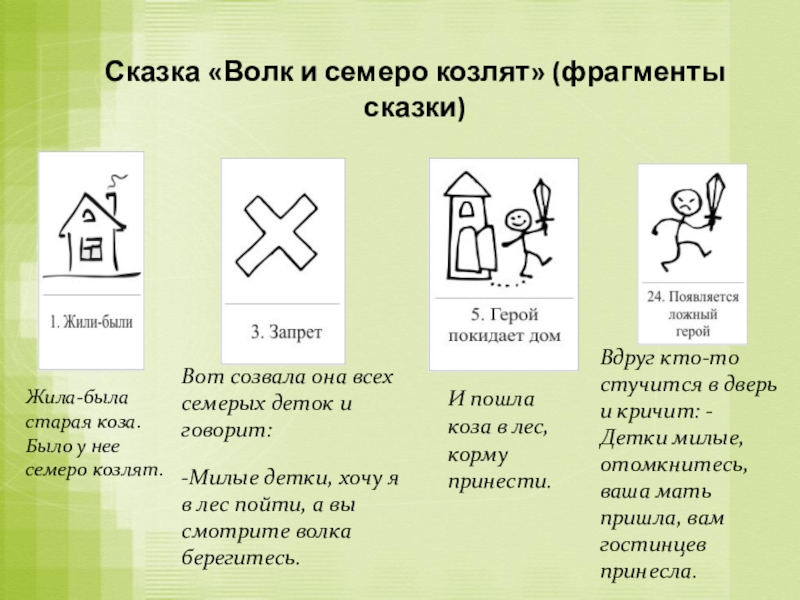 Сказка «Волк и семеро козлят» (фрагменты
сказки)
1. Жили-были
3. Запрет
5. Герой
покидает дом
24. Появляется
ложный
герой
Жила-была
старая коза.
Было у нее
семеро козлят.
Вот созвала она всех
семерых деток и
говорит:
-Милые детки, хочу я
в лес пойти, а вы
смотрите волка
берегитесь.
И пошла
коза в лес,
корму
принести.
Вдруг кто-то
стучится в дверь
и кричит: -
Детки милые,
отомкнитесь,
ваша мать
пришла, вам
гостинцев
принесла.